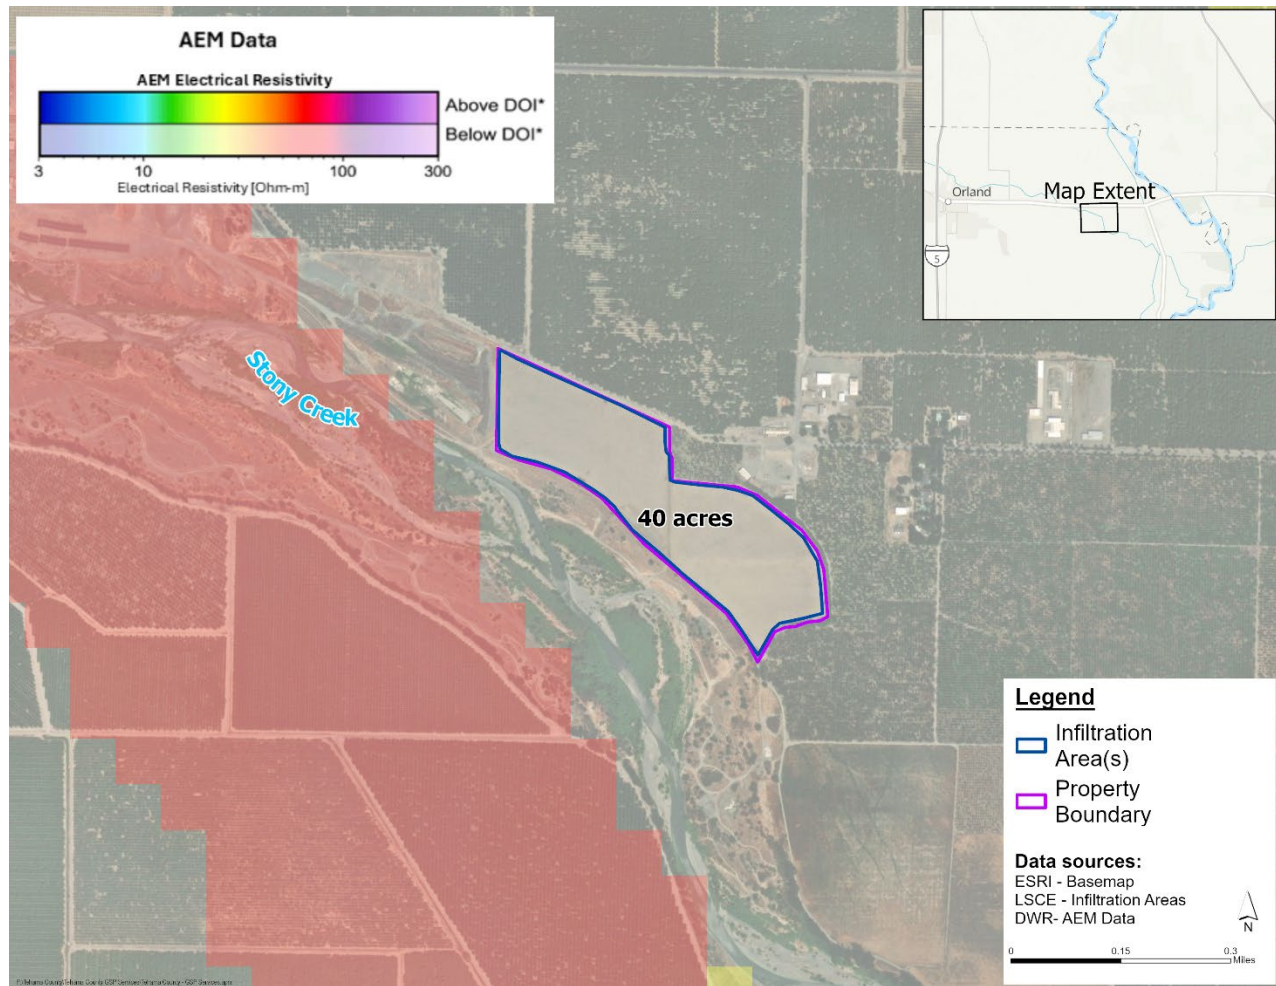 AEM Data
AEM Electrical Resistivity
Above DOI*
Below DOI*
3 10 100 300
Electrical Resistivity [Ohm-m]
Orland
Map Extent
5
Stony Creek
40 acres
Legend
Infiltration
Area(s)
Property
Boundary
Data sources:
ESRI - Basemap
LSCE - Infiltration Areas
DWR- AEM Data
N
0 0.15 0.3
Miles